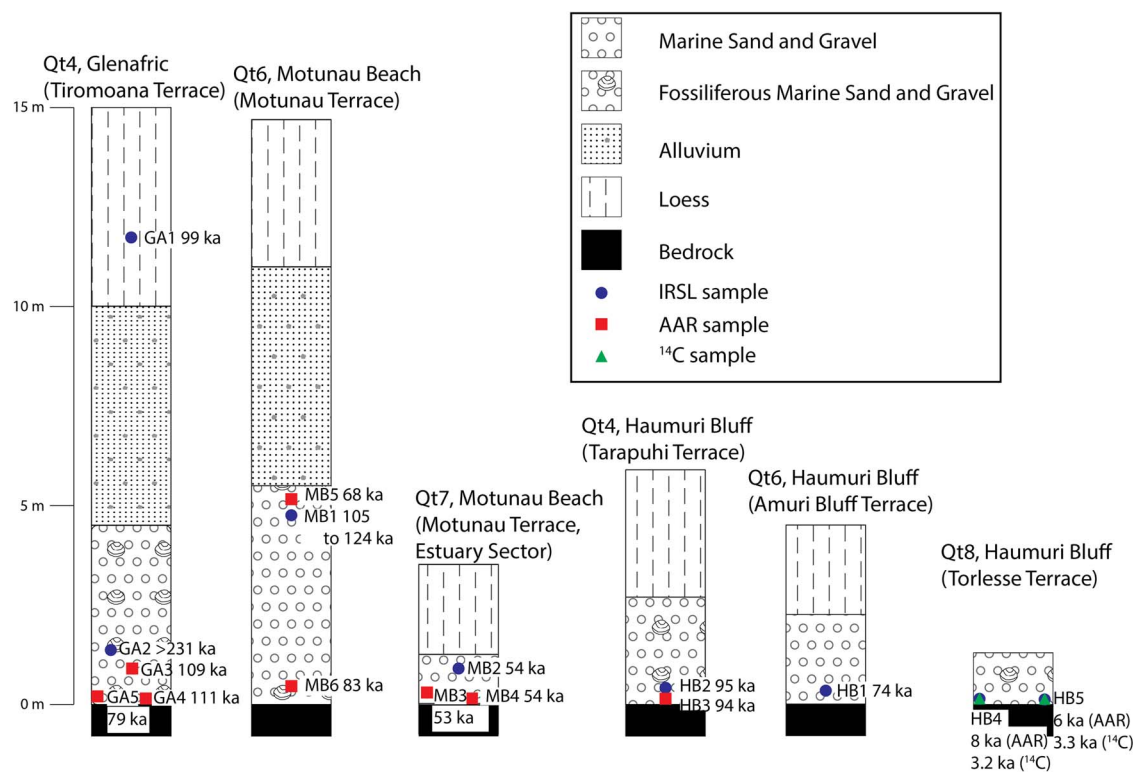 Qt4, Glenafric
(Tiromoana Terrace)
Qt6, Motunau Beach
(Motunau Terrace)
15 m
10 m
5 m
0 m
GA1 99 ka
GA2 >231 ka
GA3 109 ka
GA5
79 ka
GA4 111 ka
MB5 68 ka
MB1 105
to 124 ka
MB6 83 ka
Qt7, Motunau Beach
(Motunau Terrace,
Estuary Sector)
MB2 54 ka
MB3
53 ka
MB4 54 ka
Qt4, Haumuri Bluff
(Tarapuhi Terrace)
HB2 95 ka
HB3 94 ka
Qt6, Haumuri Bluff
(Amuri Bluff Terrace)
HB1 74 ka
Qt8, Haumuri Bluff
(Torlesse Terrace)
HB4
8 ka (AAR)
3.2 ka (¹⁴C)
HB5
6 ka (AAR)
3.3 ka (¹⁴C)
Marine Sand and Gravel
Fossiliferous Marine Sand and Gravel
Alluvium
Loess
Bedrock
IRSL sample
AAR sample
¹⁴C sample